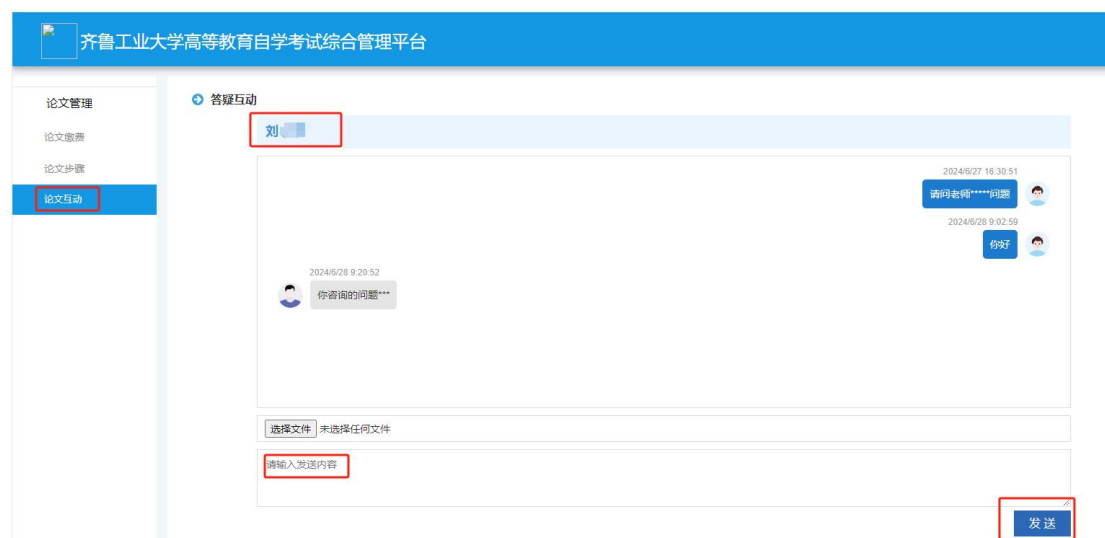 齐鲁工业大学高等教育自学考试综合管理平台
论文管理
论文缴费
论文步骤
论文互动
答疑互动
刘
2024/6/27 16:30:51
请问老师*****问题
2024/6/28 9:02:59
你好
2024/6/28 9:20:52
你咨询的问题***
选择文件 未选择任何文件
请输入发送内容
发送